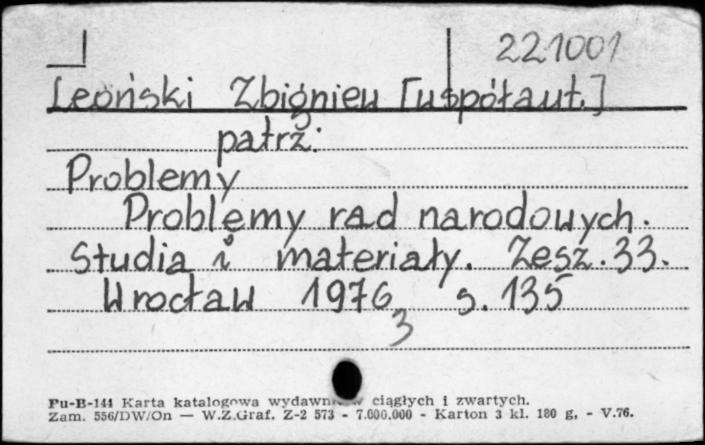 221001
Leoński Zbigniew [współaut.]
patrz:
Problemy
Problemy rad narodowych.
Studia i materiały. Zesz. 33.
Wrocław 1976 s. 135
3
Pu-B-144 Karta katalogowa ciągłych i zwartych.
Zam. 556/DW/On — W.Z.Graf. Z-2 573 - 7.000.000 - Karton 3 kl. 180 g, - V.76.